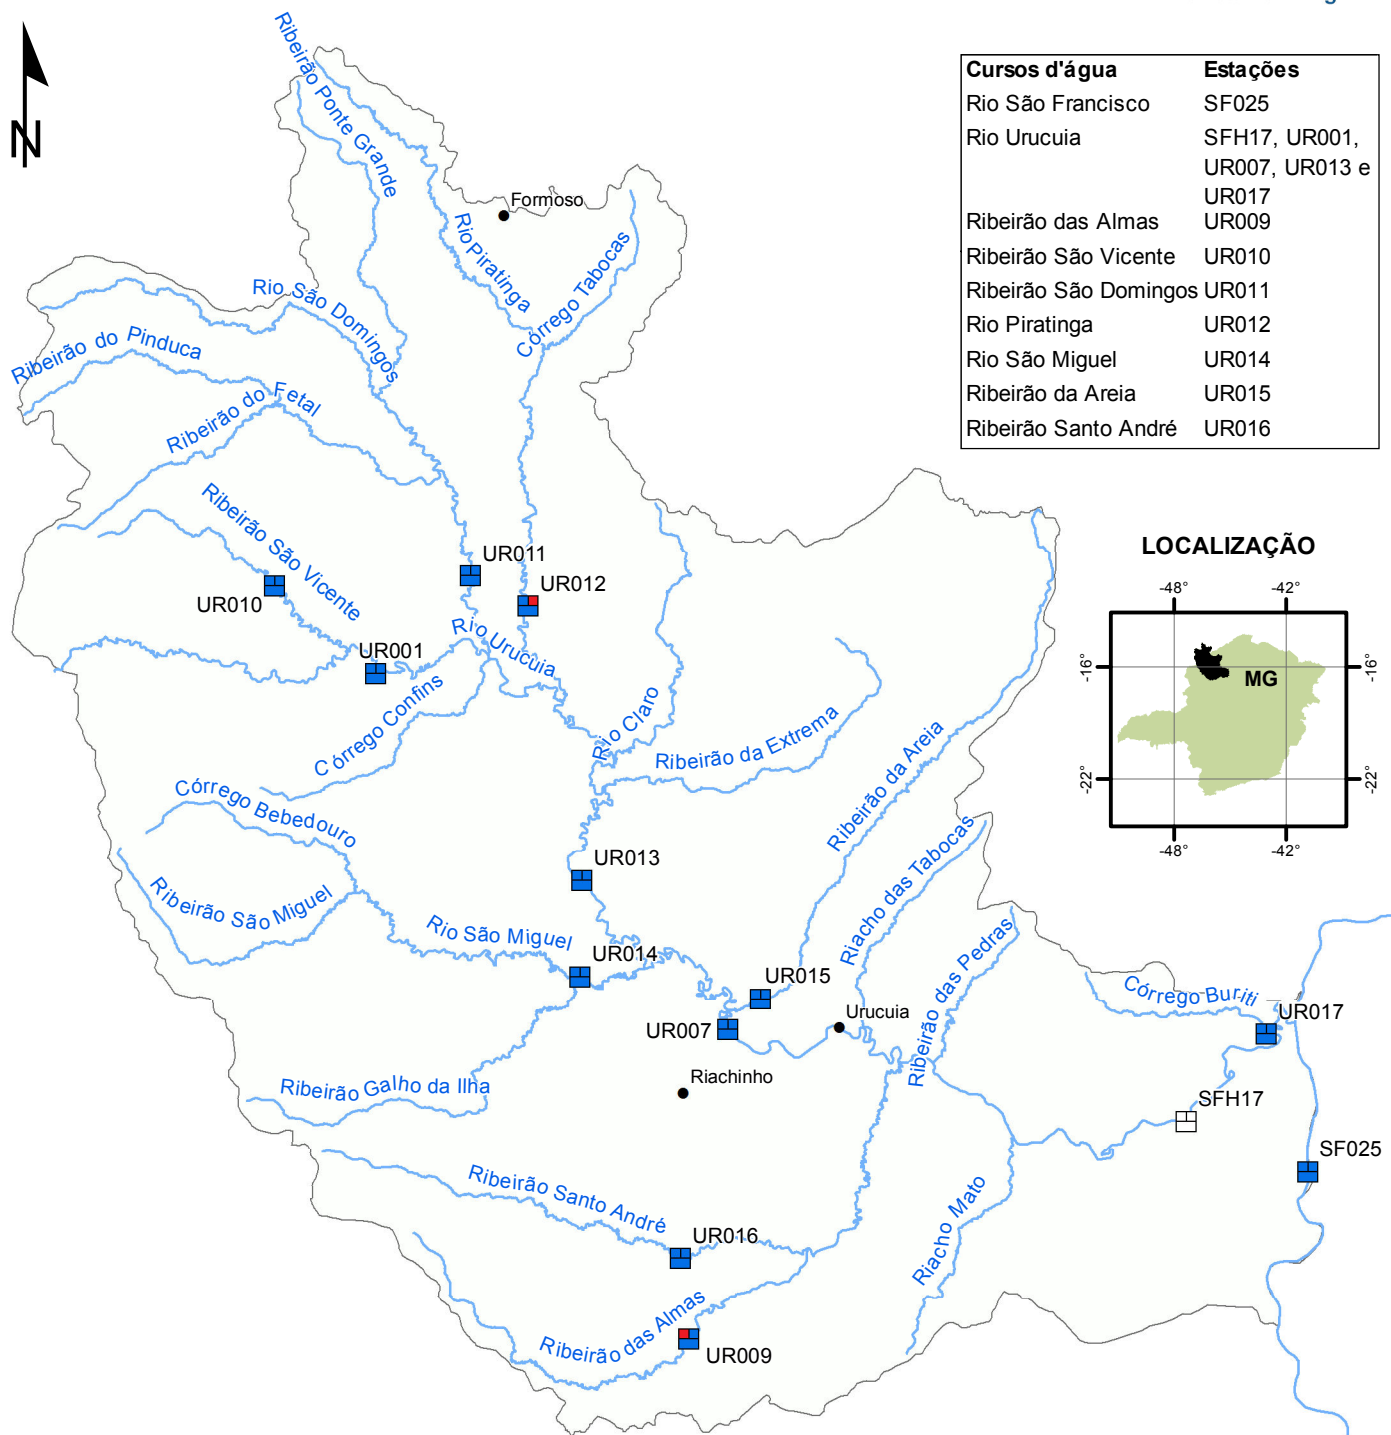 N
Cursos d'água Estações
Rio São Francisco SF025
Rio Urucuia SFH17, UR001,
UR007, UR013 e
UR017
Ribeirão das Almas UR009
Ribeirão São Vicente UR010
Ribeirão São Domingos UR011
Rio Piratinga UR012
Rio São Miguel UR014
Ribeirão da Areia UR015
Ribeirão Santo André UR016
Ribeirão Ponte Grande
Formoso
Rio Piratinga
Córrego Tabocas
Rio São Domingos
Ribeirão do Pinduca
Ribeirão do Fetal
Ribeirão São Vicente
UR010
UR011
UR012
UR001
Rio Urucuia
Córrego Confins
Rio Claro
Ribeirão da Extrema
Ribeirão da Areia
Córrego Bebedouro
Ribeirão São Miguel
UR013
Rio São Miguel
UR014
Riacho das Tabocas
Ribeirão das Pedras
UR015
UR007
Urucuia
Riachinho
Ribeirão Galho da Ilha
Córrego Buriti
UR017
SFH17
SF025
Ribeirão Santo André
UR016
Riacho Mato
Ribeirão das Almas
UR009
LOCALIZAÇÃO
-48° -42°
-16° -16°
MG
-22° -22°
-48° -42°